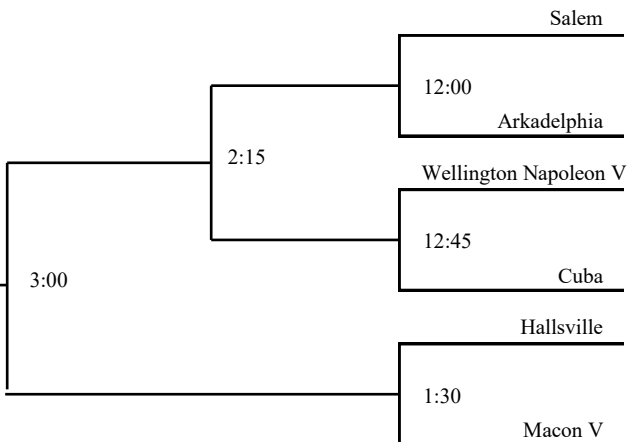 Salem
12:00
Arkadelphia
2:15
Wellington Napoleon V
12:45
3:00
Cuba
Hallsville
1:30
Macon V